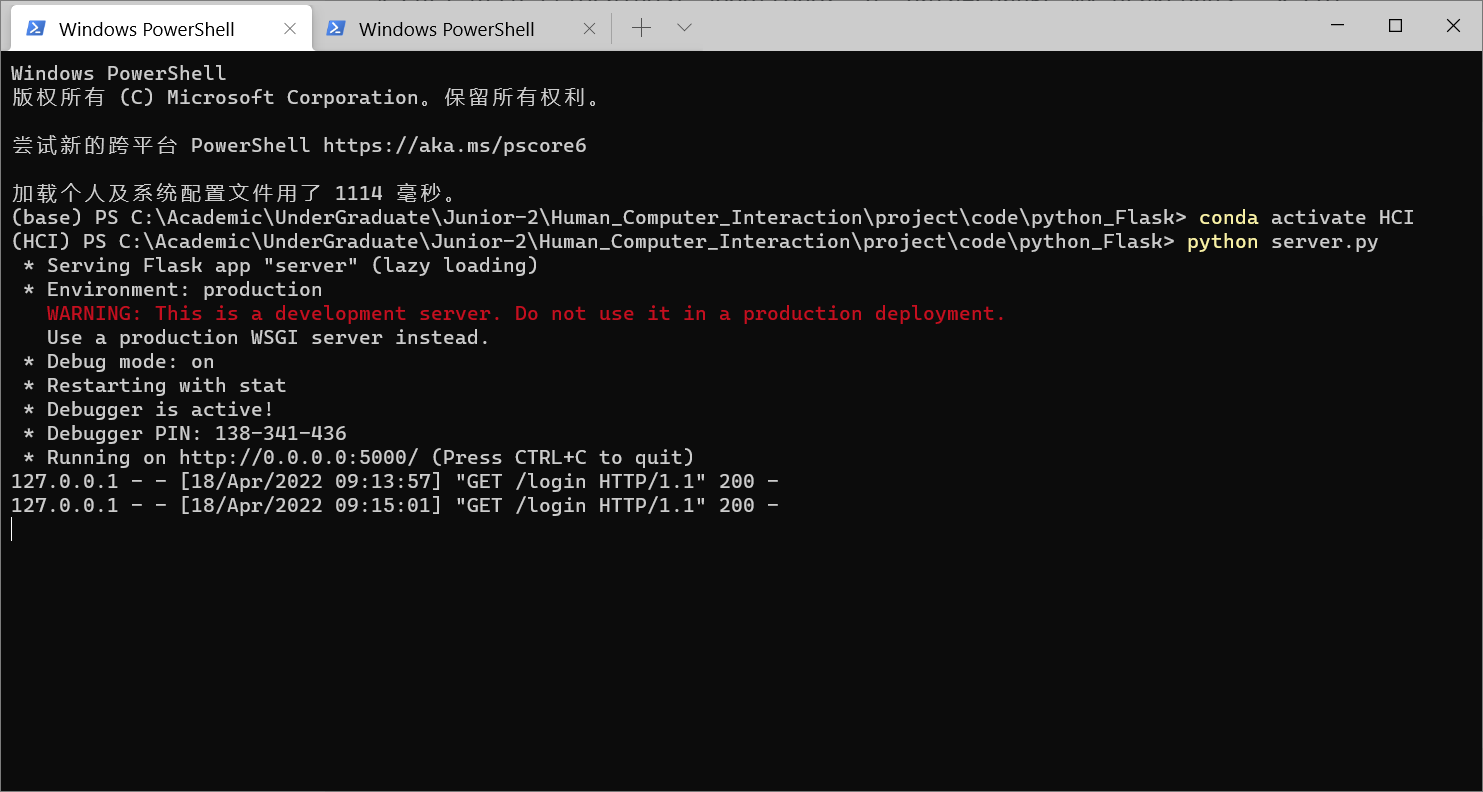 Windows PowerShell
Windows PowerShell
Windows PowerShell
版权所有 (C) Microsoft Corporation。保留所有权利。
尝试新的跨平台 PowerShell https://aka.ms/pscore6
加载个人及系统配置文件用了 1114 毫秒。
(base) PS C:\Academic\UnderGraduate\Junior-2\Human_Computer_Interaction\project\code\python_Flask> conda activate HCI
(HCI) PS C:\Academic\UnderGraduate\Junior-2\Human_Computer_Interaction\project\code\python_Flask> python server.py
 * Serving Flask app "server" (lazy loading)
 * Environment: production
   WARNING: This is a development server. Do not use it in a production deployment.
   Use a production WSGI server instead.
 * Debug mode: on
 * Restarting with stat
 * Debugger is active!
 * Debugger PIN: 138-341-436
 * Running on http://0.0.0.0:5000/ (Press CTRL+C to quit)
127.0.0.1 - - [18/Apr/2022 09:13:57] "GET /login HTTP/1.1" 200 -
127.0.0.1 - - [18/Apr/2022 09:15:01] "GET /login HTTP/1.1" 200 -